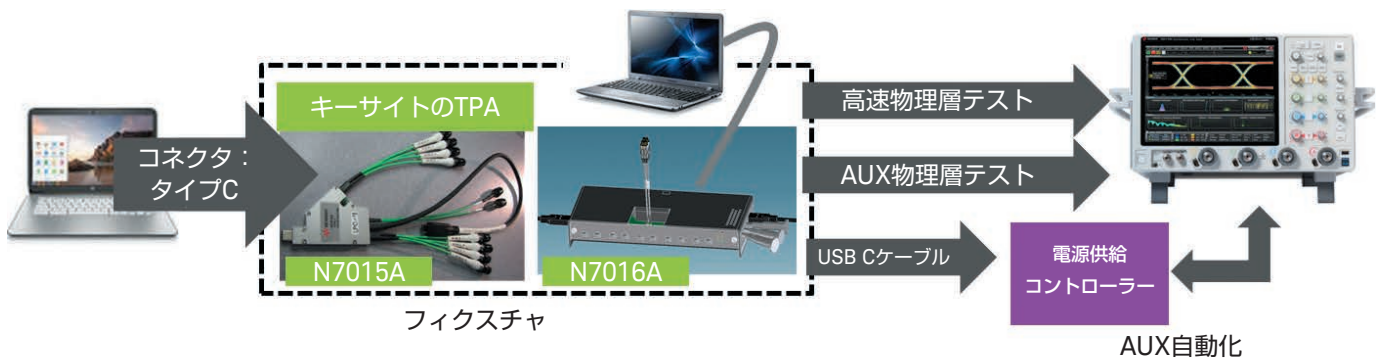 キーサイトのTPA
コネクタ：
タイプC
N7015A
N7016A
フィクスチャ
高速物理層テスト
AUX物理層テスト
USB Cケーブル
電源供給
コントローラー
AUX自動化